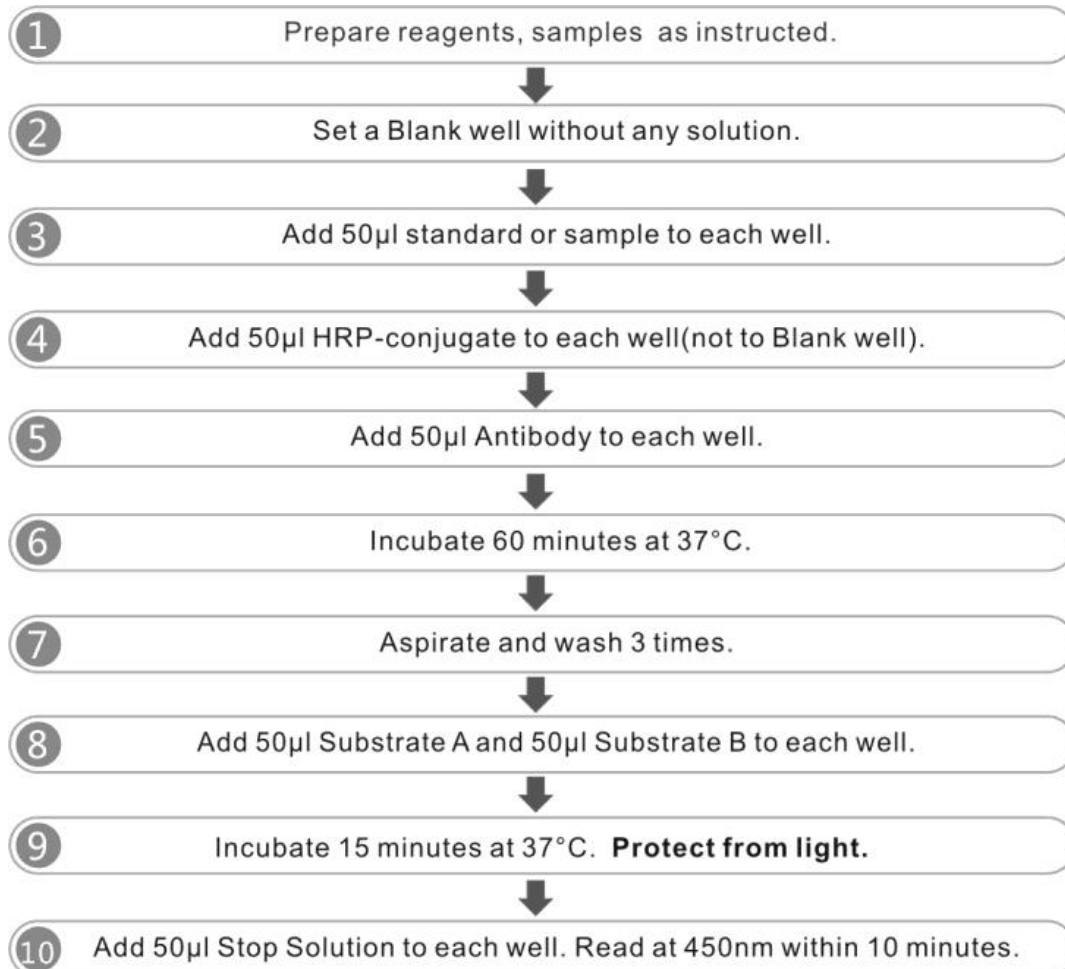 1 Prepare reagents, samples as instructed.
2 Set a Blank well without any solution.
3 Add 50µl standard or sample to each well.
4 Add 50µl HRP-conjugate to each well(not to Blank well).
5 Add 50µl Antibody to each well.
6 Incubate 60 minutes at 37°C.
7 Aspirate and wash 3 times.
8 Add 50µl Substrate A and 50µl Substrate B to each well.
9 Incubate 15 minutes at 37°C. Protect from light.
10 Add 50µl Stop Solution to each well. Read at 450nm within 10 minutes.